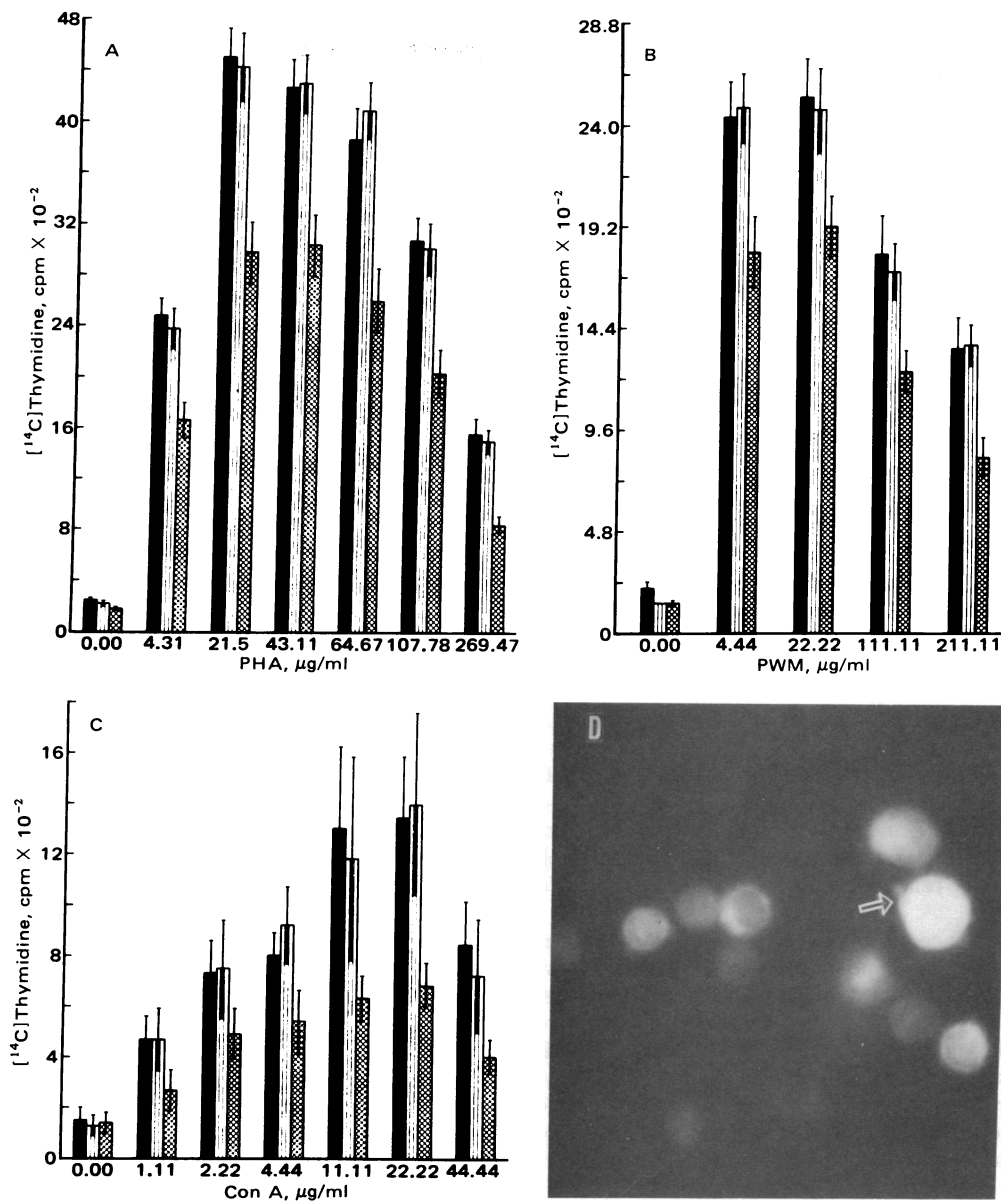 A
[¹⁴C]Thymidine, cpm X 10⁻²
48
40
32
24
16
8
0
0.00 4.31 21.5 43.11 64.67 107.78 269.47
PHA, μg/ml
B
[¹⁴C]Thymidine, cpm X 10⁻²
28.8
24.0
19.2
14.4
9.6
4.8
0
0.00 4.44 22.22 111.11 211.11
PWM, μg/ml
C
[¹⁴C]Thymidine, cpm X 10⁻²
16
12
8
4
0
0.00 1.11 2.22 4.44 11.11 22.22 44.44
Con A, μg/ml
D